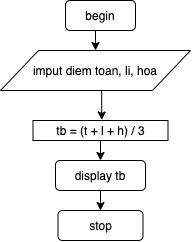 begin
imput diem toan, li, hoa
tb = (t + l + h) / 3
display tb
stop